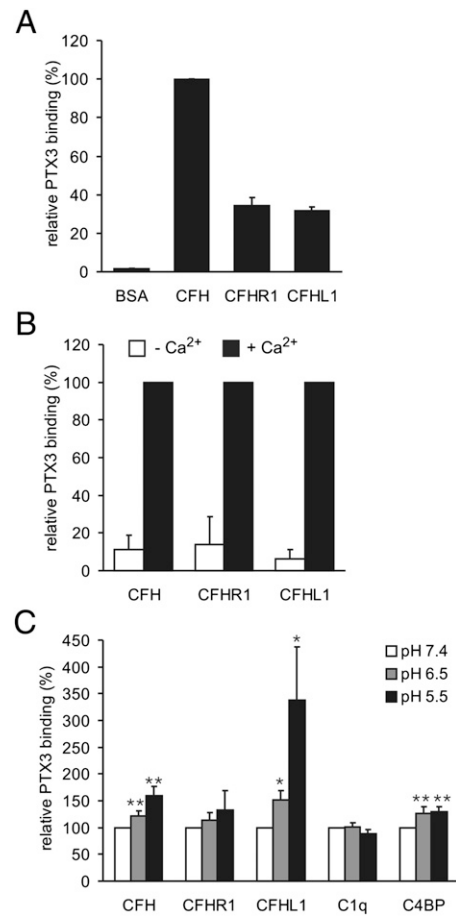 A
relative PTX3 binding (%)
120
100
80
60
40
20
0
BSA CFH CFHR1 CFHL1
B
- Ca²⁺ + Ca²⁺
relative PTX3 binding (%)
120
100
80
60
40
20
0
CFH CFHR1 CFHL1
C
relative PTX3 binding (%)
450
400
350
300
250
200
150
100
50
0
pH 7.4
pH 6.5
pH 5.5
*
** ** * ** **
CFH CFHR1 CFHL1 C1q C4BP